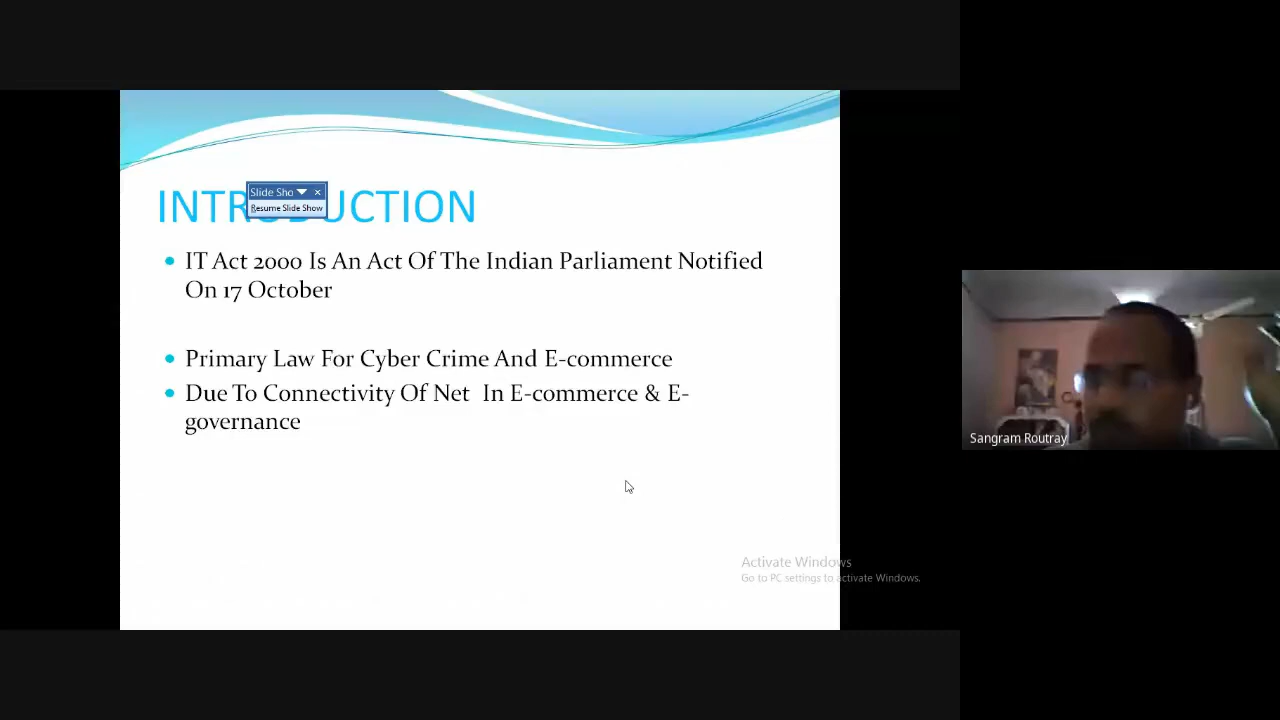 INTRODUCTION
Slide Sho
Resume Slide Show
IT Act 2000 Is An Act Of The Indian Parliament Notified
On 17 October
Primary Law For Cyber Crime And E-commerce
Due To Connectivity Of Net In E-commerce & E-
governance
Sangram Routray
Activate Windows
Go to PC settings to activate Windows.